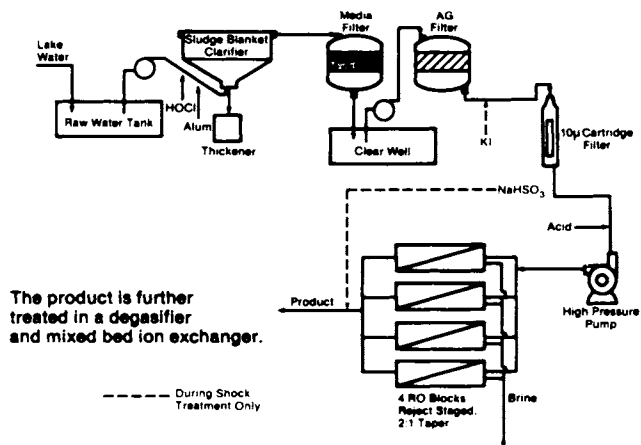 Lake
Water
Raw Water Tank
HOCl
Alum
Sludge Blanket
Clarifier
Thickener
Media
Filter
Clear Well
AG
Filter
KI
10µ Cartridge
Filter
NaHSO₃
Acid
High Pressure
Pump
Product
The product is further
treated in a degasifier
and mixed bed ion exchanger.
During Shock
Treatment Only
4 RO Blocks
Reject Staged.
2:1 Taper
Brine